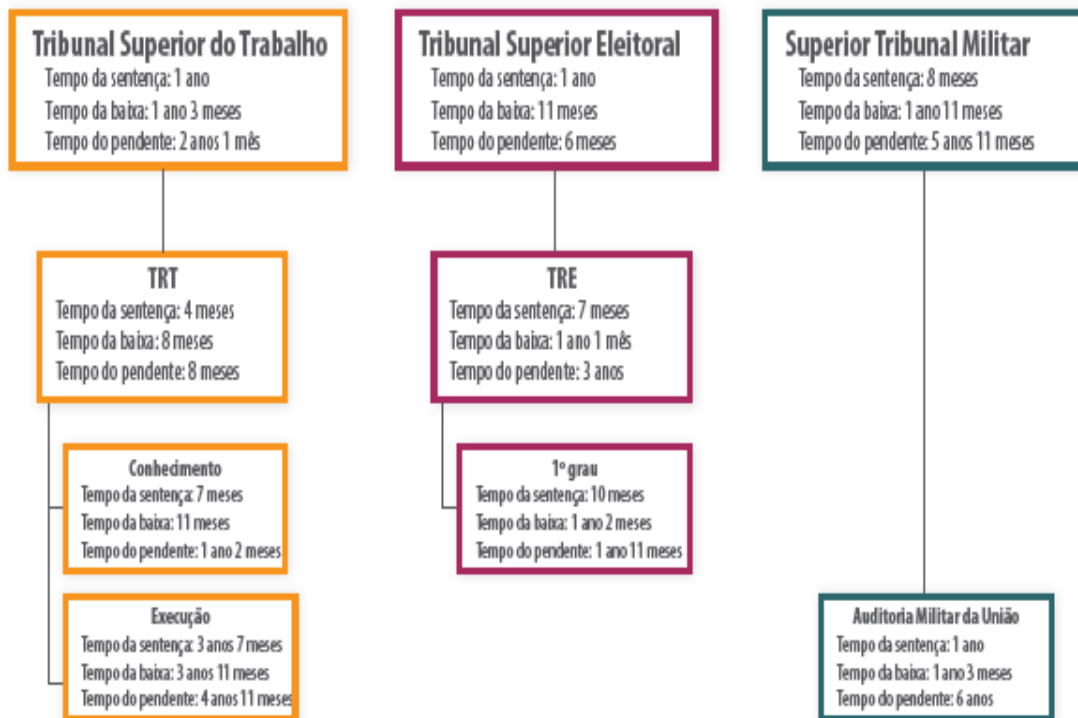 Tribunal Superior do Trabalho
Tempo da sentença: 1 ano
Tempo da baixa: 1 ano 3 meses
Tempo do pendente: 2 anos 1 mês
Tribunal Superior Eleitoral
Tempo da sentença: 1 ano
Tempo da baixa: 11 meses
Tempo do pendente: 6 meses
Superior Tribunal Militar
Tempo da sentença: 8 meses
Tempo da baixa: 1 ano 11 meses
Tempo do pendente: 5 anos 11 meses
TRT
Tempo da sentença: 4 meses
Tempo da baixa: 8 meses
Tempo do pendente: 8 meses
TRE
Tempo da sentença: 7 meses
Tempo da baixa: 1 ano 1 mês
Tempo do pendente: 3 anos
Conhecimento
Tempo da sentença: 7 meses
Tempo da baixa: 11 meses
Tempo do pendente: 1 ano 2 meses
1º grau
Tempo da sentença: 10 meses
Tempo da baixa: 1 ano 2 meses
Tempo do pendente: 1 ano 11 meses
Execução
Tempo da sentença: 3 anos 7 meses
Tempo da baixa: 3 anos 11 meses
Tempo do pendente: 4 anos 11 meses
Auditoria Militar da União
Tempo da sentença: 1 ano
Tempo da baixa: 1 ano 3 meses
Tempo do pendente: 6 anos